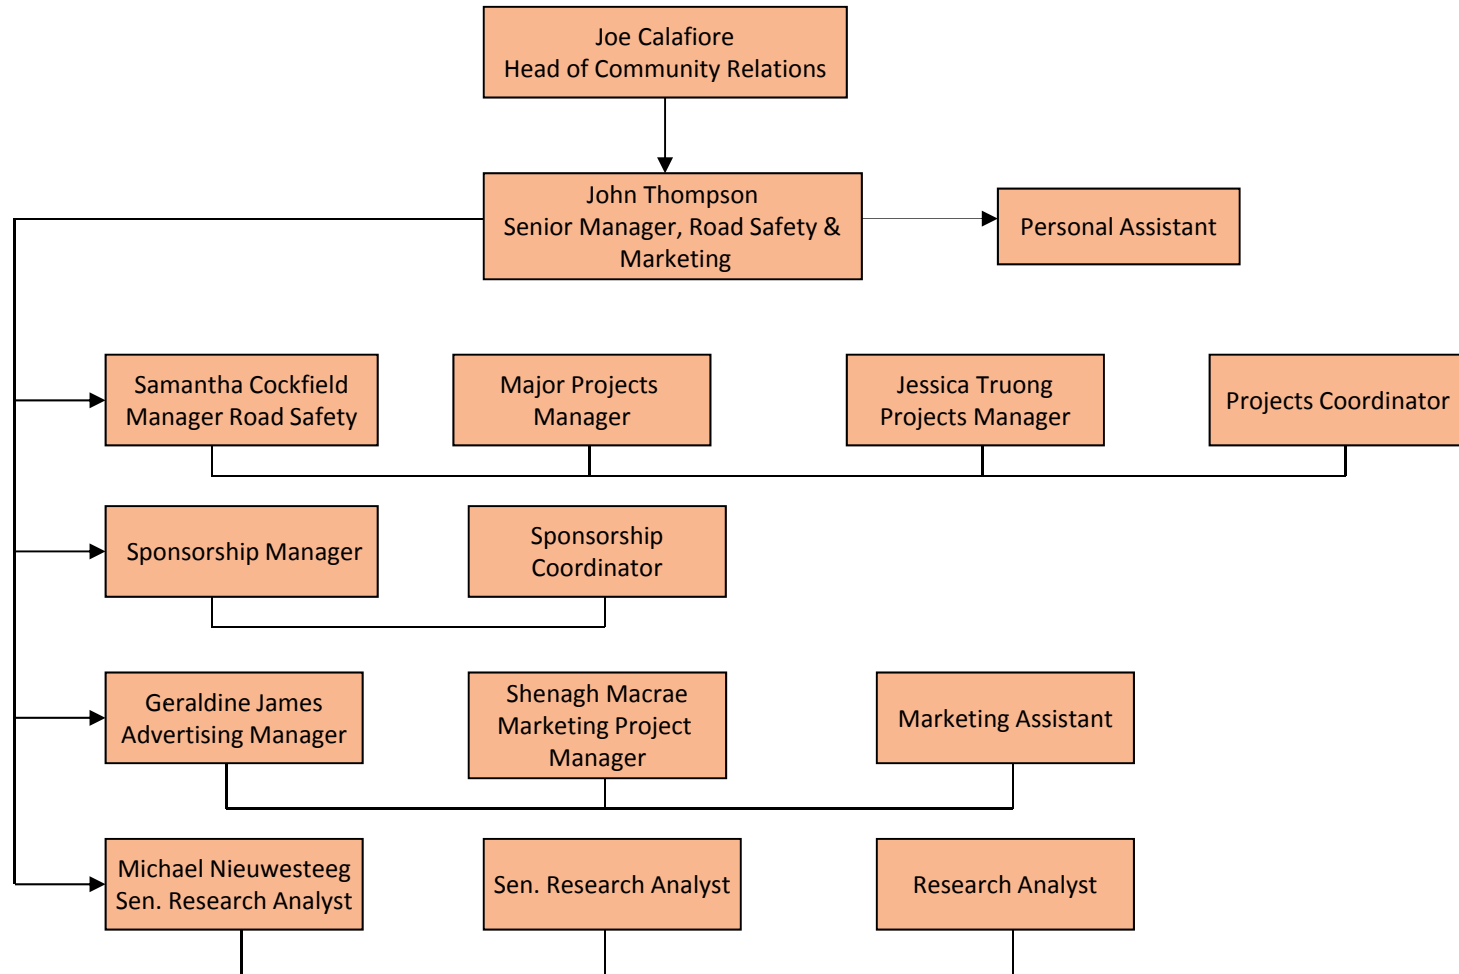 Joe Calafiore
Head of Community Relations
John Thompson
Senior Manager, Road Safety &
Marketing
Personal Assistant
Samantha Cockfield
Manager Road Safety
Major Projects
Manager
Jessica Truong
Projects Manager
Projects Coordinator
Sponsorship Manager
Sponsorship
Coordinator
Geraldine James
Advertising Manager
Shenagh Macrae
Marketing Project
Manager
Marketing Assistant
Michael Nieuwesteeg
Sen. Research Analyst
Sen. Research Analyst
Research Analyst